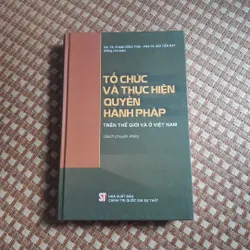 TỔ CHỨC
VÀ THỰC HIỆN
QUYỀN
HÀNH PHÁP
TRÊN THẾ GIỚI VÀ Ở VIỆT NAM
(Sách chuyên khảo)
NHÀ XUẤT BẢN
CHÍNH TRỊ QUỐC GIA SỰ THẬT